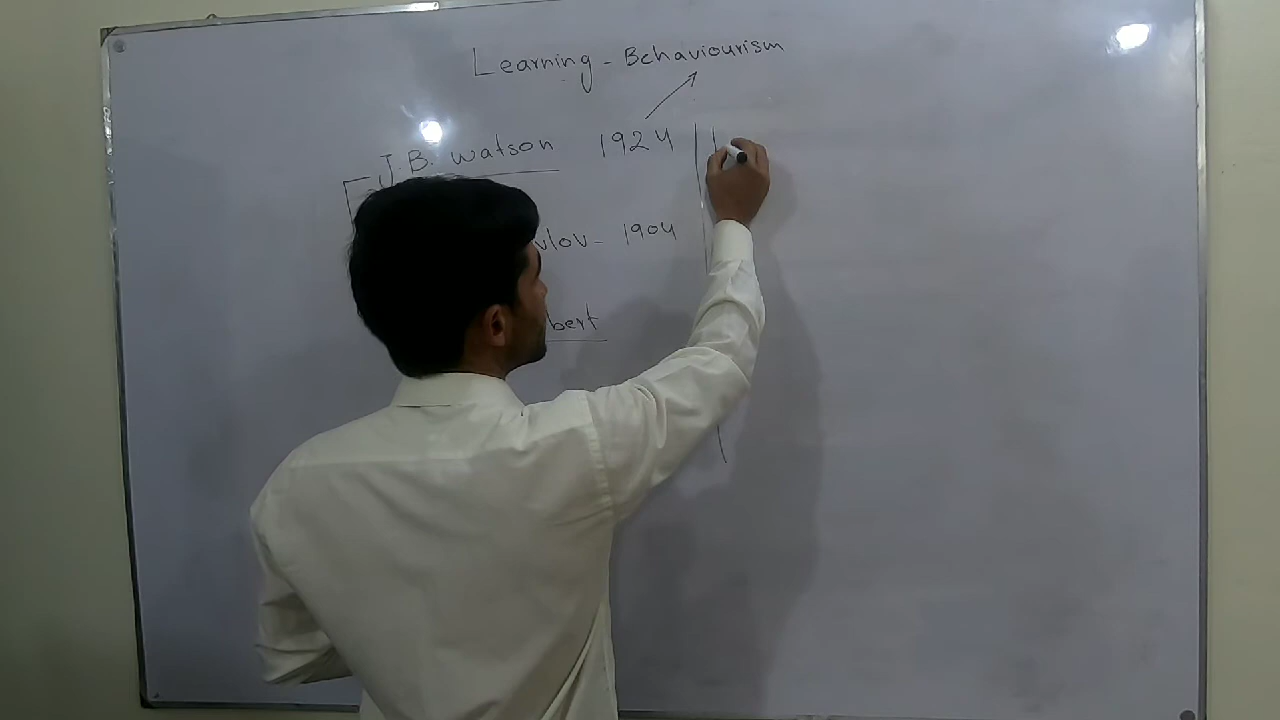 Learning - Behaviourism
J.B. watson 1924
vlov - 1904
bert